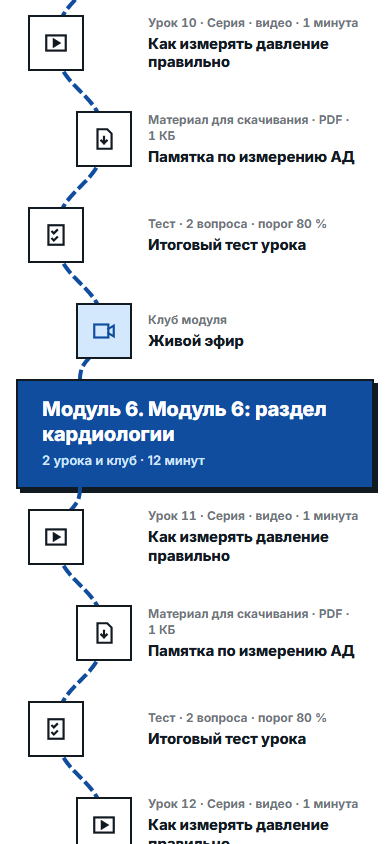 Урок 10 · Серия · видео · 1 минута
Как измерять давление
правильно
Материал для скачивания · PDF ·
1 КБ
Памятка по измерению АД
Тест · 2 вопроса · порог 80 %
Итоговый тест урока
Клуб модуля
Живой эфир
Модуль 6. Модуль 6: раздел
кардиологии
2 урока и клуб · 12 минут
Урок 11 · Серия · видео · 1 минута
Как измерять давление
правильно
Материал для скачивания · PDF ·
1 КБ
Памятка по измерению АД
Тест · 2 вопроса · порог 80 %
Итоговый тест урока
Урок 12 · Серия · видео · 1 минута
Как измерять давление
правильно